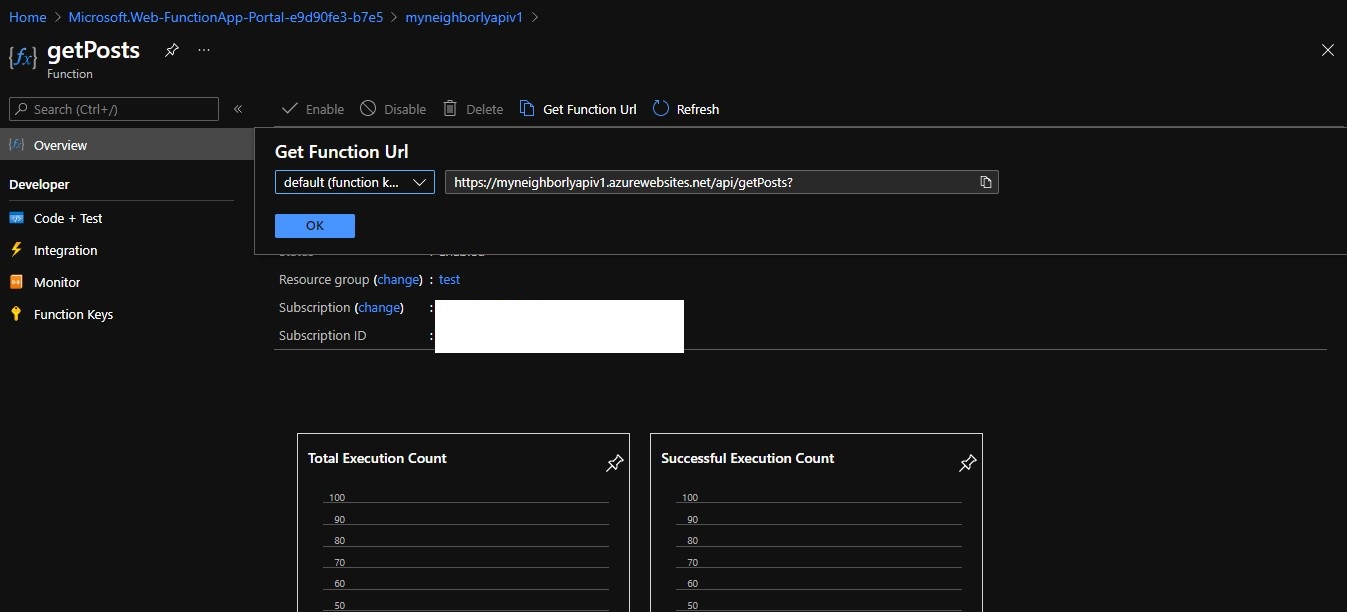 Home > Microsoft.Web-FunctionApp-Portal-e9d90fe3-b7e5 > myneighborlyapiv1 >
{fx} getPosts ...
Function
Search (Ctrl+/) «
Enable Disable Delete Get Function Url Refresh
Overview
Developer
Code + Test
Integration
Monitor
Function Keys
Get Function Url
default (function k... https://myneighborlyapiv1.azurewebsites.net/api/getPosts?
OK
Status : Enabled
Resource group (change) : test
Subscription (change) :
Subscription ID :
Total Execution Count
100
90
80
70
60
50
Successful Execution Count
100
90
80
70
60
50